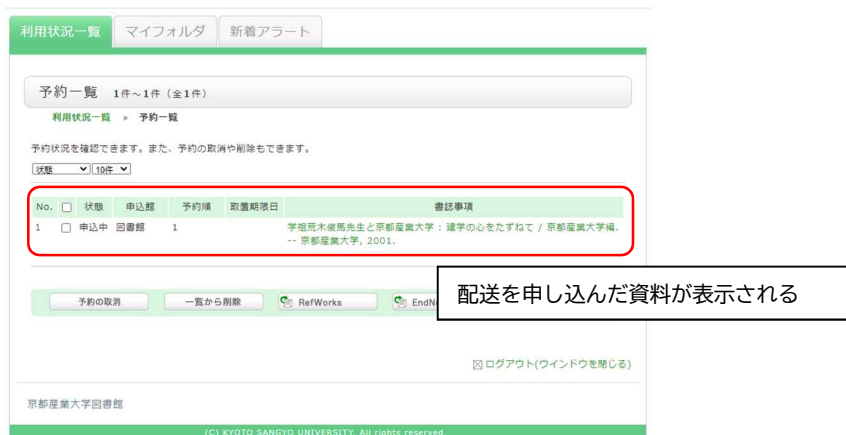 利用状況一覧 マイフォルダ 新着アラート
予約一覧 1件～1件（全1件）
利用状況一覧 » 予約一覧
予約状況を確認できます。また、予約の取消や削除もできます。
状態 10件
No. 状態 申込館 予約順 取置期限日 書誌事項
1 申込中 図書館 1 学祖荒木俊馬先生と京都産業大学 : 建学の心をたずねて / 京都産業大学編.
-- 京都産業大学, 2001.
配送を申し込んだ資料が表示される
予約の取消 一覧から削除 RefWorks EndN
ログアウト(ウインドウを閉じる)
京都産業大学図書館
(C) KYOTO SANGYO UNIVERSITY. All rights reserved.